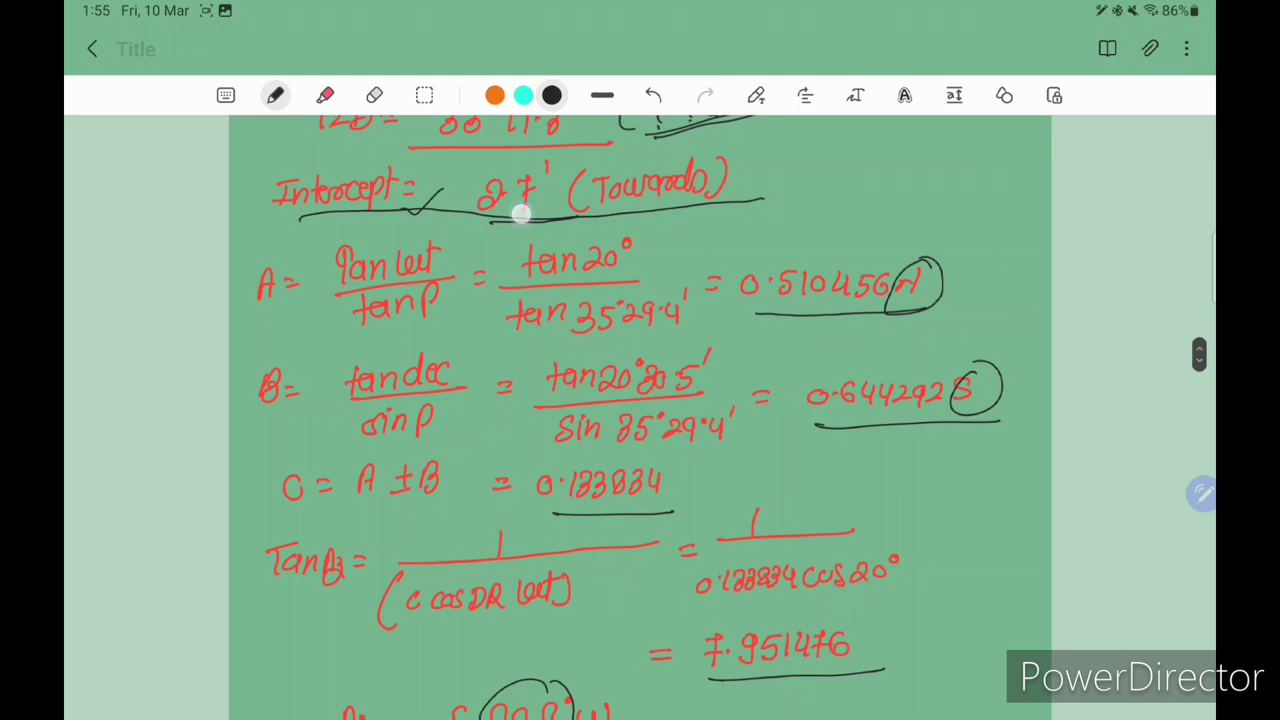 1:55 Fri, 10 Mar 86%
Title
Intercept = 27' (Towards)
A = Tan lat / tan P = tan 20° / tan 35°29.4' = 0.510456 N
B = tan dec / sin P = tan 20°30.5' / Sin 35°29.4' = 0.644292 S
C = A ± B = 0.133834
Tan Az = 1 / (C cos DR lat) = 1 / 0.133834 cos 20°
= 7.951476
PowerDirector